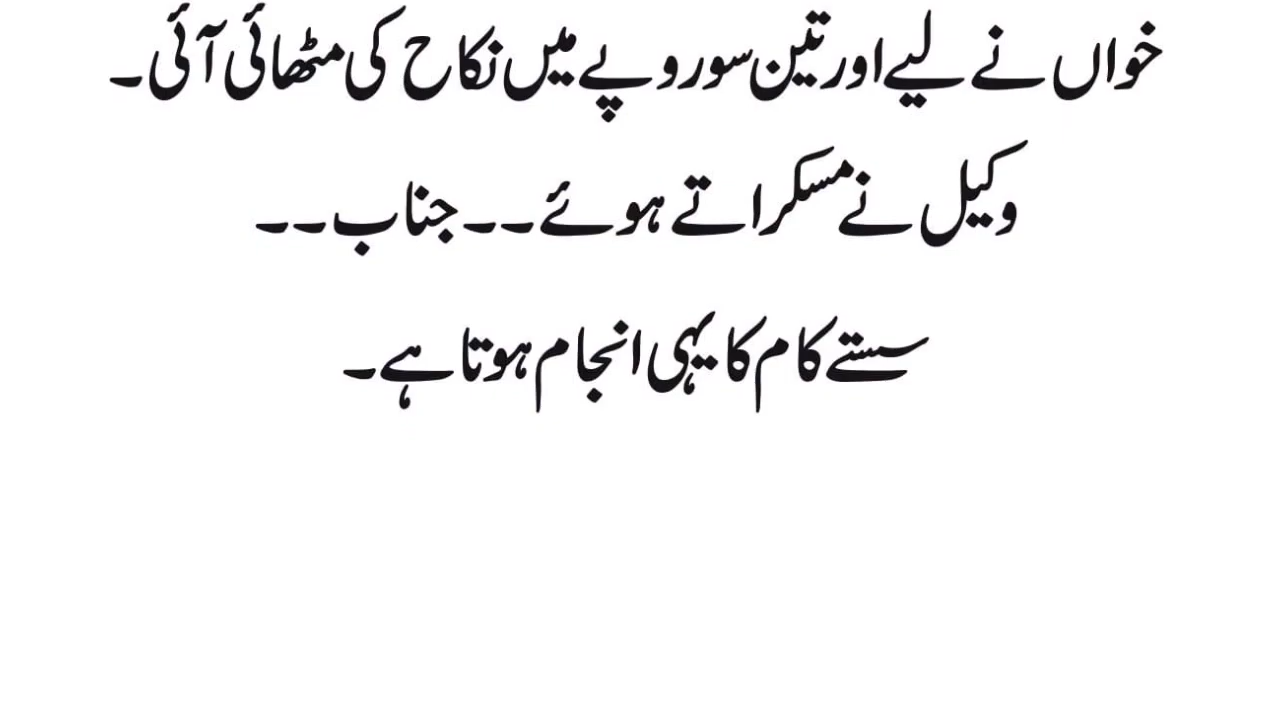 خواں نے لیے اور تین سو روپے میں نکاح کی مٹھائی آئی۔
وکیل نے مسکراتے ہوئے۔۔ جناب۔۔
سستے کام کا یہی انجام ہوتا ہے۔